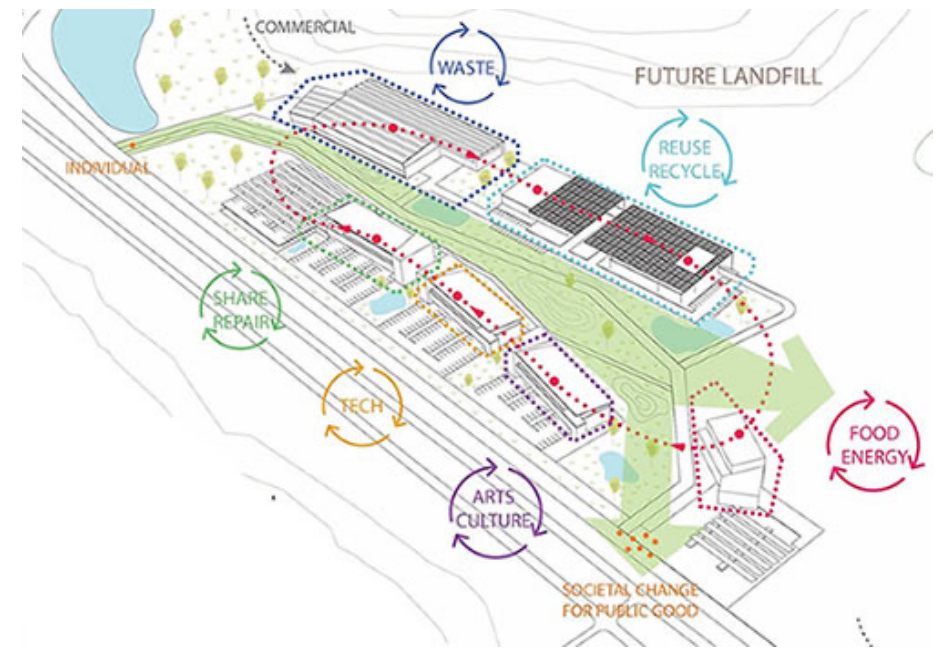 COMMERCIAL
WASTE
FUTURE LANDFILL
INDIVIDUAL
REUSE
RECYCLE
SHARE
REPAIR
TECH
FOOD
ENERGY
ARTS
CULTURE
SOCIETAL CHANGE
FOR PUBLIC GOOD